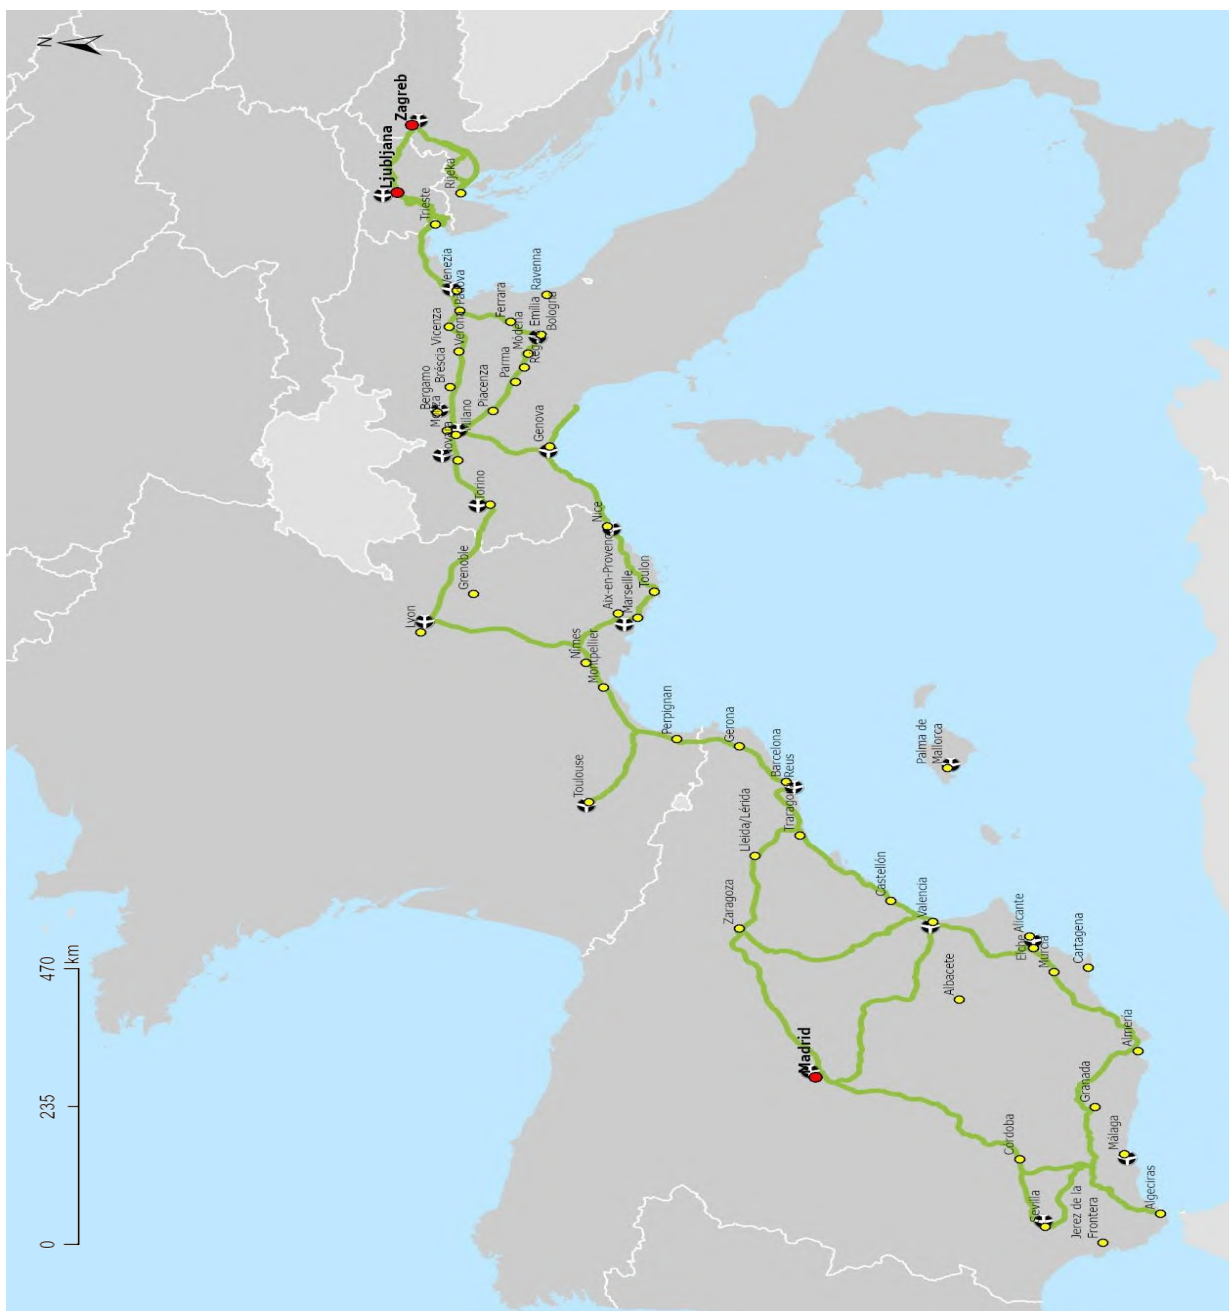 N
Zagreb
Ljubljana
Rijeka
Trieste
Venezia
Padova
Vicenza
Verona
Ferrara
Ravenna
Bologna
Emilia
Módena
Parma
Piacenza
Bréscia
Bergamo
Milano
Genova
Torino
Nice
Grenoble
Lyon
Aix-en-Provence
Marseille
Toulon
Nîmes
Montpellier
Perpignan
Toulouse
Gerona
Barcelona
Reus
Lleida/Lérida
Zaragoza
Castellón
Valencia
Palma de
Mallorca
Alicante
Elche
Murcia
Cartagena
Albacete
Madrid
Almería
Granada
Málaga
Córdoba
Sevilla
Jerez de la
Frontera
Algeciras
0
235
470
km